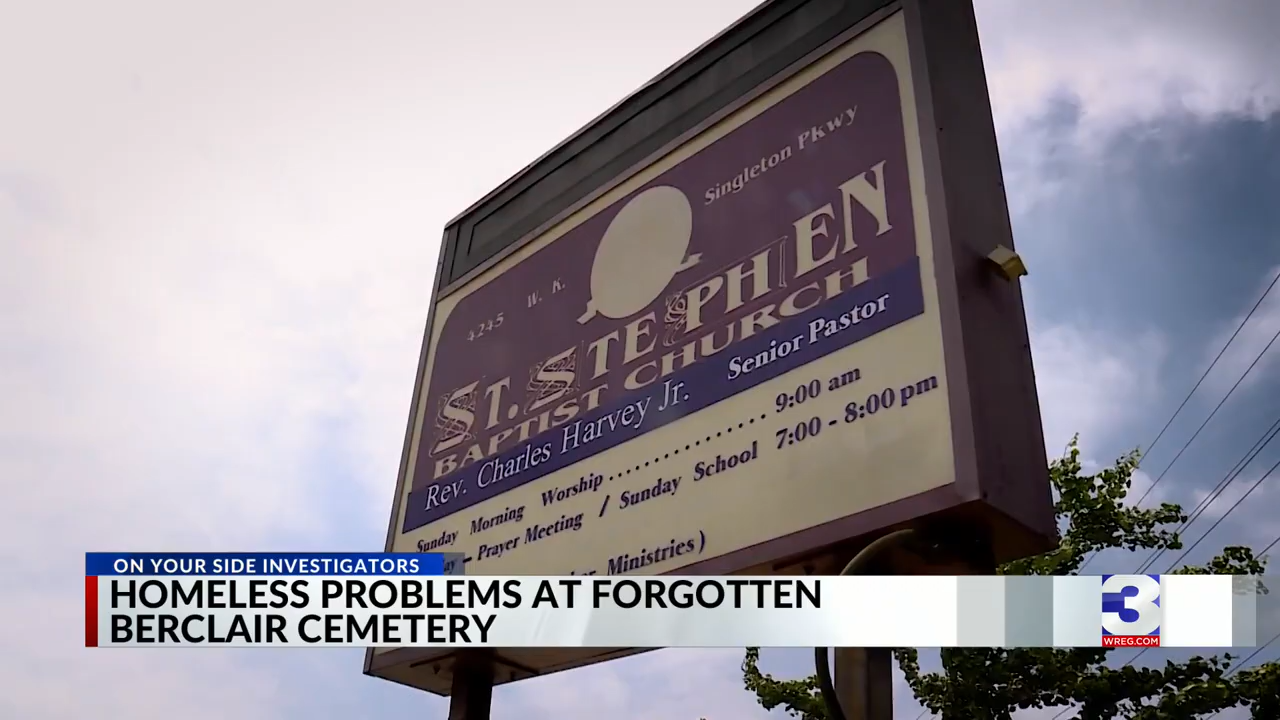 4245 W. K. Singleton Pkwy
ST. STEPHEN
BAPTIST CHURCH
Rev. Charles Harvey Jr. Senior Pastor
Sunday Morning Worship .................. 9:00 am
– Prayer Meeting / Sunday School 7:00 - 8:00 pm
Ministries)
ON YOUR SIDE INVESTIGATORS
HOMELESS PROBLEMS AT FORGOTTEN
BERCLAIR CEMETERY
3
WREG.COM